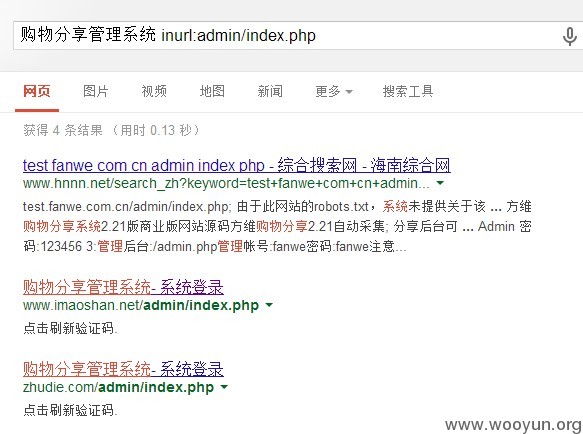 购物分享管理系统 inurl:admin/index.php
网页 图片 视频 地图 新闻 更多 搜索工具
获得 4 条结果 （用时 0.13 秒）
test fanwe com cn admin index php - 综合搜索网 - 海南综合网
www.hnnn.net/search_zh?keyword=test+fanwe+com+cn+admin...
test.fanwe.com.cn/admin/index.php; 由于此网站的robots.txt，系统未提供关于该 ... 方维
购物分享系统2.21版商业版网站源码方维购物分享2.21自动采集; 分享后台可 ... Admin 密
码:123456 3:管理后台:/admin.php管理帐号:fanwe密码:fanwe注意...
购物分享管理系统- 系统登录
www.imaoshan.net/admin/index.php
点击刷新验证码.
购物分享管理系统- 系统登录
zhudie.com/admin/index.php
点击刷新验证码.
www.wooyun.org